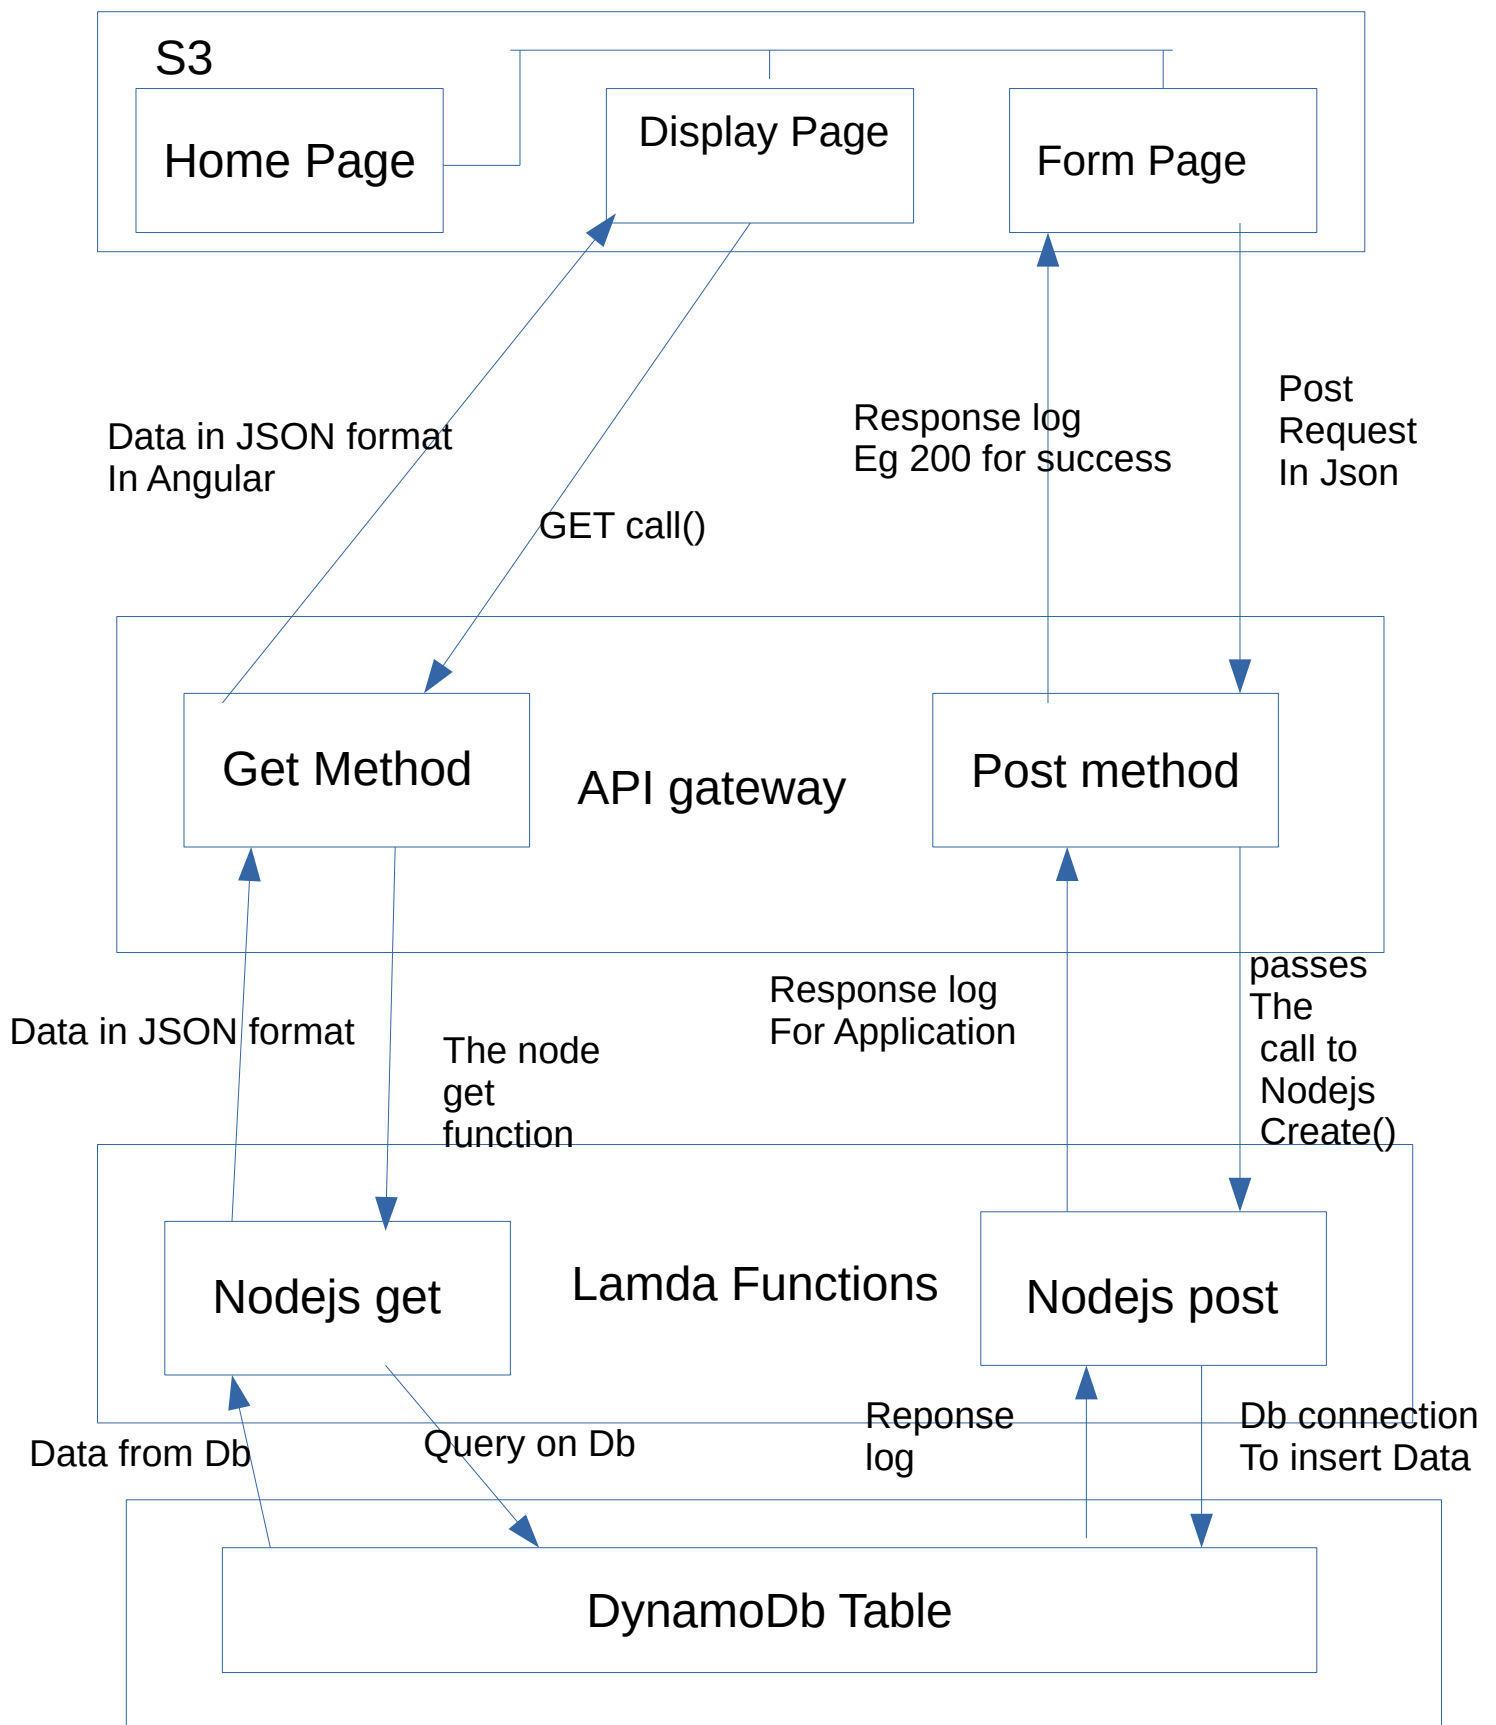 S3
Home Page
Display Page
Form Page
Data in JSON format
In Angular
GET call()
Response log
Eg 200 for success
Post
Request
In Json
Get Method
API gateway
Post method
Data in JSON format
The node
get
function
Response log
For Application
passes
The
call to
Nodejs
Create()
Nodejs get
Lamda Functions
Nodejs post
Data from Db
Query on Db
Reponse
log
Db connection
To insert Data
DynamoDb Table